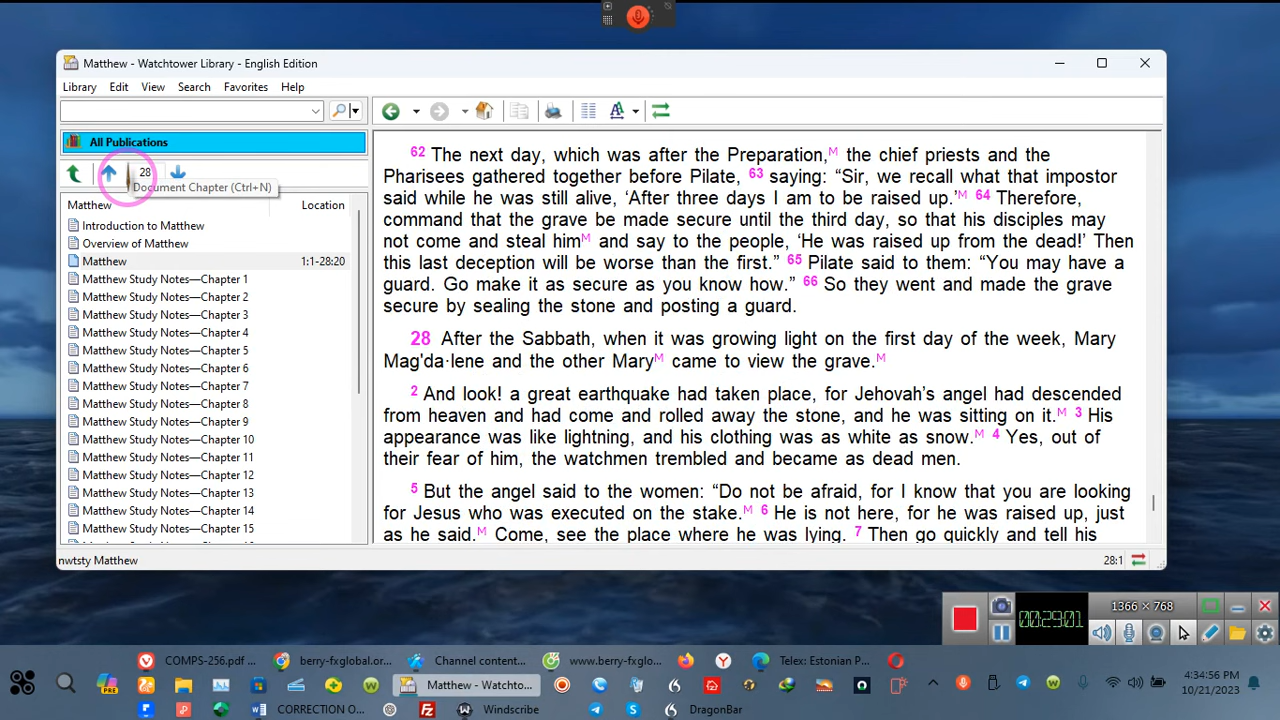 Matthew - Watchtower Library - English Edition
Library Edit View Search Favorites Help
All Publications
28
Document Chapter (Ctrl+N)
Matthew Location
Introduction to Matthew
Overview of Matthew
Matthew 1:1-28:20
Matthew Study Notes—Chapter 1
Matthew Study Notes—Chapter 2
Matthew Study Notes—Chapter 3
Matthew Study Notes—Chapter 4
Matthew Study Notes—Chapter 5
Matthew Study Notes—Chapter 6
Matthew Study Notes—Chapter 7
Matthew Study Notes—Chapter 8
Matthew Study Notes—Chapter 9
Matthew Study Notes—Chapter 10
Matthew Study Notes—Chapter 11
Matthew Study Notes—Chapter 12
Matthew Study Notes—Chapter 13
Matthew Study Notes—Chapter 14
Matthew Study Notes—Chapter 15
62 The next day, which was after the Preparation,M the chief priests and the
Pharisees gathered together before Pilate, 63 saying: “Sir, we recall what that impostor
said while he was still alive, ‘After three days I am to be raised up.’M 64 Therefore,
command that the grave be made secure until the third day, so that his disciples may
not come and steal himM and say to the people, ‘He was raised up from the dead!’ Then
this last deception will be worse than the first.” 65 Pilate said to them: “You may have a
guard. Go make it as secure as you know how.” 66 So they went and made the grave
secure by sealing the stone and posting a guard.
28 After the Sabbath, when it was growing light on the first day of the week, Mary
Mag'da·lene and the other MaryM came to view the grave.M
2 And look! a great earthquake had taken place, for Jehovah’s angel had descended
from heaven and had come and rolled away the stone, and he was sitting on it.M 3 His
appearance was like lightning, and his clothing was as white as snow.M 4 Yes, out of
their fear of him, the watchmen trembled and became as dead men.
5 But the angel said to the women: “Do not be afraid, for I know that you are looking
for Jesus who was executed on the stake.M 6 He is not here, for he was raised up, just
as he said.M Come, see the place where he was lying. 7 Then go quickly and tell his
nwtsty Matthew 28:1
1366 × 768
00:29:01
COMPS-256.pdf ... berry-fxglobal.or... Channel content... www.berry-fxglo... Telex: Estonian P...
PRE Matthew - Watchto... 4:34:56 PM
10/21/2023
CORRECTION O... Windscribe DragonBar